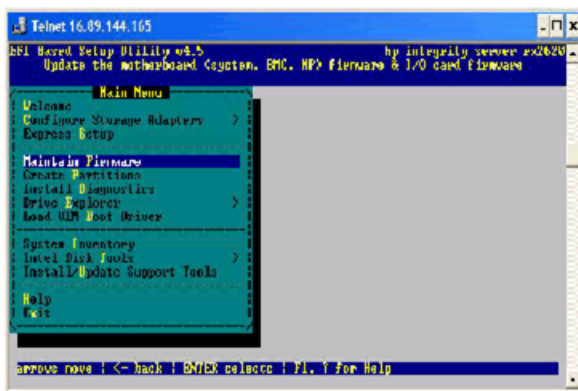 Telnet 16.89.144.165
EFI Based Setup Utility v4.5 hp integrity server rx2620
Update the motherboard (system, BMC, MP) firmware & I/O card firmware
Main Menu
Welcome
Configure Storage Adapters >
Express Setup
Maintain Firmware
Create Partitions
Install Diagnostics
Drive Explorer >
Load UIM Boot Driver
System Inventory
Intel Disk Tools >
Install/Update Support Tools
Help
Exit
arrows move | <- back | ENTER selects | F1, ? for Help